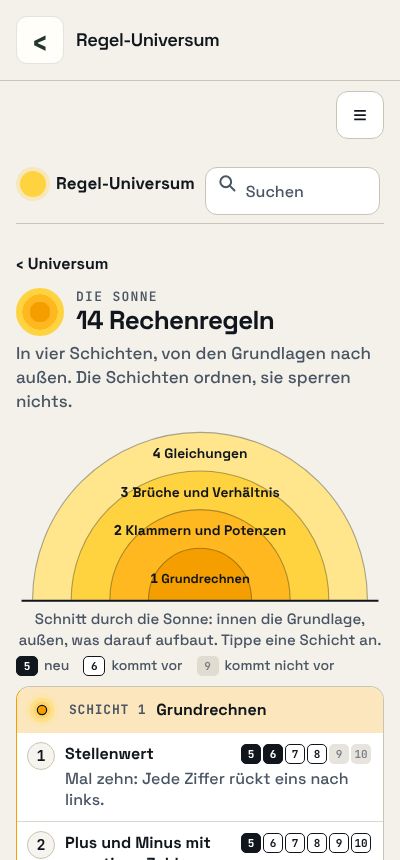 < Regel-Universum
≡
Regel-Universum Suchen
< Universum
DIE SONNE
14 Rechenregeln
In vier Schichten, von den Grundlagen nach
außen. Die Schichten ordnen, sie sperren
nichts.
4 Gleichungen
3 Brüche und Verhältnisse
2 Klammern und Potenzen
1 Grundrechnen
Schnitt durch die Sonne: innen die Grundlage,
außen, was darauf aufbaut. Tippe eine Schicht an.
5 neu 6 kommt vor 9 kommt nicht vor
SCHICHT 1 Grundrechnen
1 Stellenwert 5 6 7 8 9 10
Mal zehn: Jede Ziffer rückt eins nach
links.
2 Plus und Minus mit 5 6 7 8 9 10